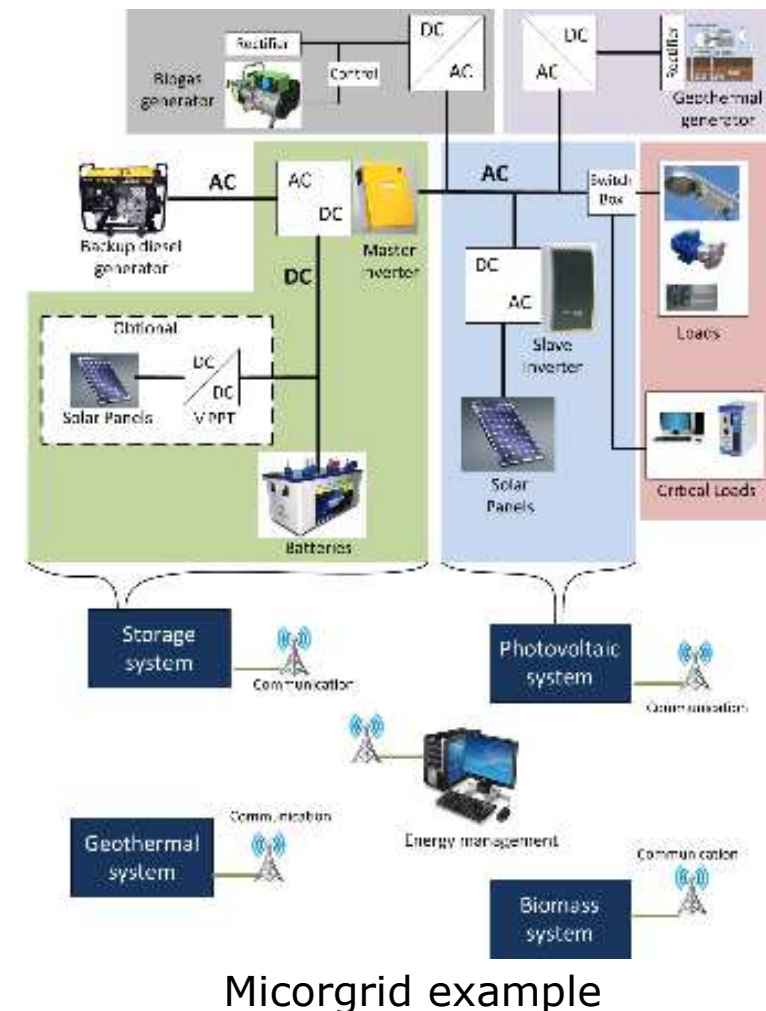 DC
AC
Rectifier
Control
Biogas
generator
DC
AC
Rectifier
Geothermal
generator
AC
AC
DC
AC
Switch
Box
Backup diesel
generator
Master
inverter
DC
DC
AC
Loads
Slave
inverter
Optional
DC
DC
Solar Panels
MPPT
Solar
Panels
Critical Loads
Batteries
Storage
system
Communication
Photovoltaic
system
Communication
Energy management
Communication
Geothermal
system
Communication
Biomass
system
Micorgrid example